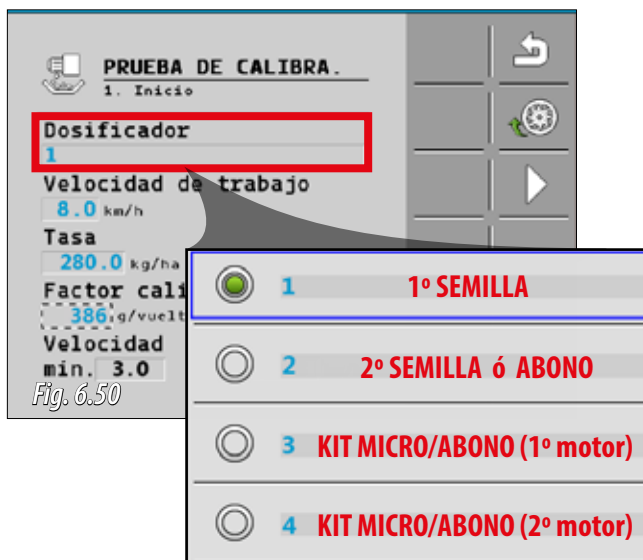 PRUEBA DE CALIBRA.
1. Inicio
Dosificador
1
Velocidad de trabajo
8.0 km/h
Tasa
280.0 kg/ha
Factor cali
386 g/vuelt
Velocidad
min. 3.0
Fig. 6.50
1 1º SEMILLA
2 2º SEMILLA ó ABONO
3 KIT MICRO/ABONO (1º motor)
4 KIT MICRO/ABONO (2º motor)